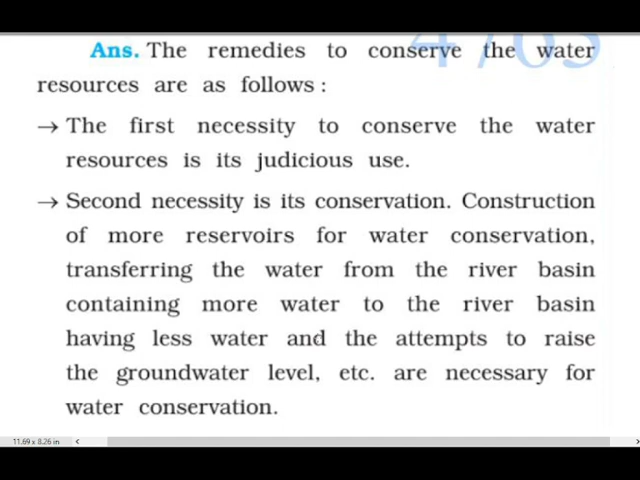 Ans. The remedies to conserve the water
resources are as follows :
→ The first necessity to conserve the water
resources is its judicious use.
→ Second necessity is its conservation. Construction
of more reservoirs for water conservation,
transferring the water from the river basin
containing more water to the river basin
having less water and the attempts to raise
the groundwater level, etc. are necessary for
water conservation.
11.69 x 8.26 in